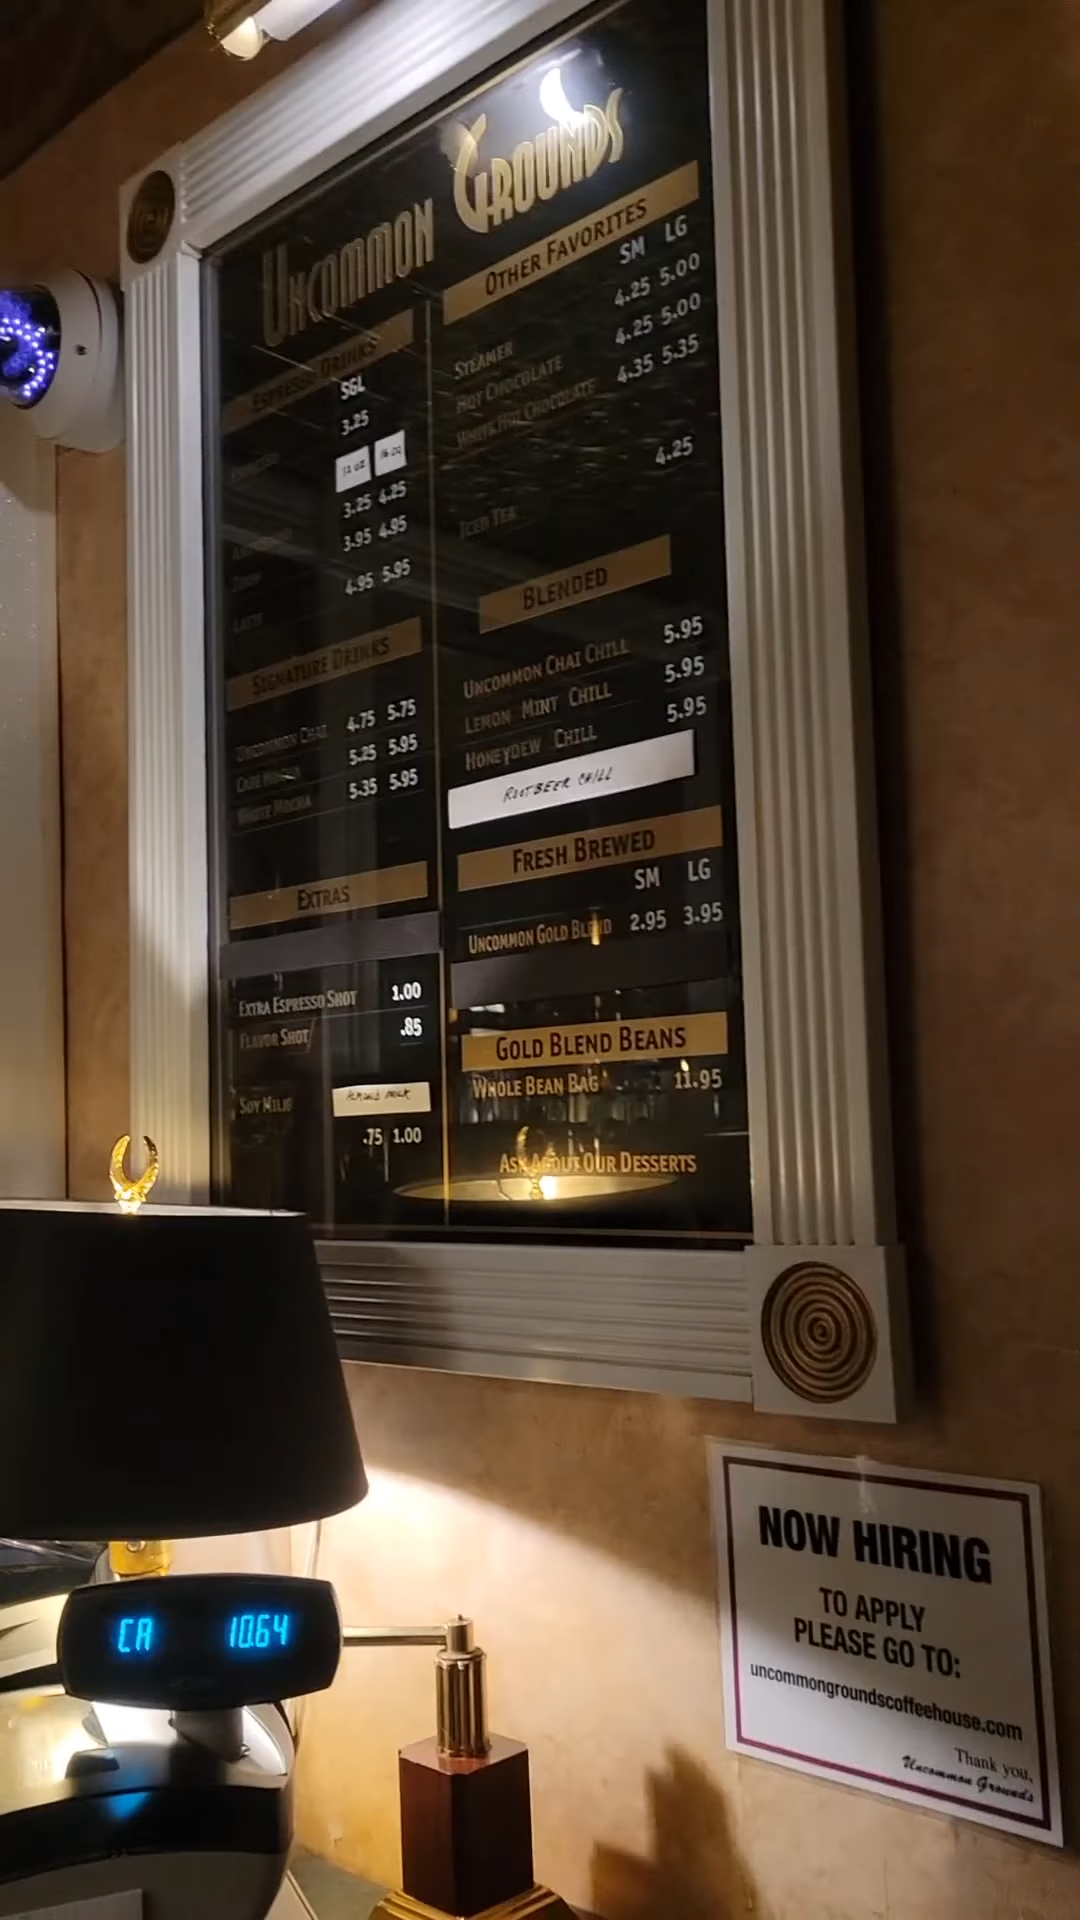 UNCOMMON GROUNDS
ESPRESSO DRINKS
SGL
3.25
12 oz 16 oz
3.25 4.25
3.95 4.95
LATTE 4.95 5.95
SIGNATURE DRINKS
UNCOMMON CHAI 4.75 5.75
CAFE MOCHA 5.25 5.95
WHITE MOCHA 5.35 5.95
EXTRAS
EXTRA ESPRESSO SHOT 1.00
FLAVOR SHOT .85
SOY MILK ALMOND MILK
.75 1.00
OTHER FAVORITES
SM LG
STEAMER 4.25 5.00
HOT CHOCOLATE 4.25 5.00
WHITE HOT CHOCOLATE 4.35 5.35
ICED TEA 4.25
BLENDED
UNCOMMON CHAI CHILL 5.95
LEMON MINT CHILL 5.95
HONEYDEW CHILL 5.95
ROOTBEER CHILL
FRESH BREWED
SM LG
UNCOMMON GOLD BLEND 2.95 3.95
GOLD BLEND BEANS
WHOLE BEAN BAG 11.95
ASK ABOUT OUR DESSERTS
CA 10.64
NOW HIRING
TO APPLY
PLEASE GO TO:
uncommongroundscoffeehouse.com
Thank you,
Uncommon Grounds